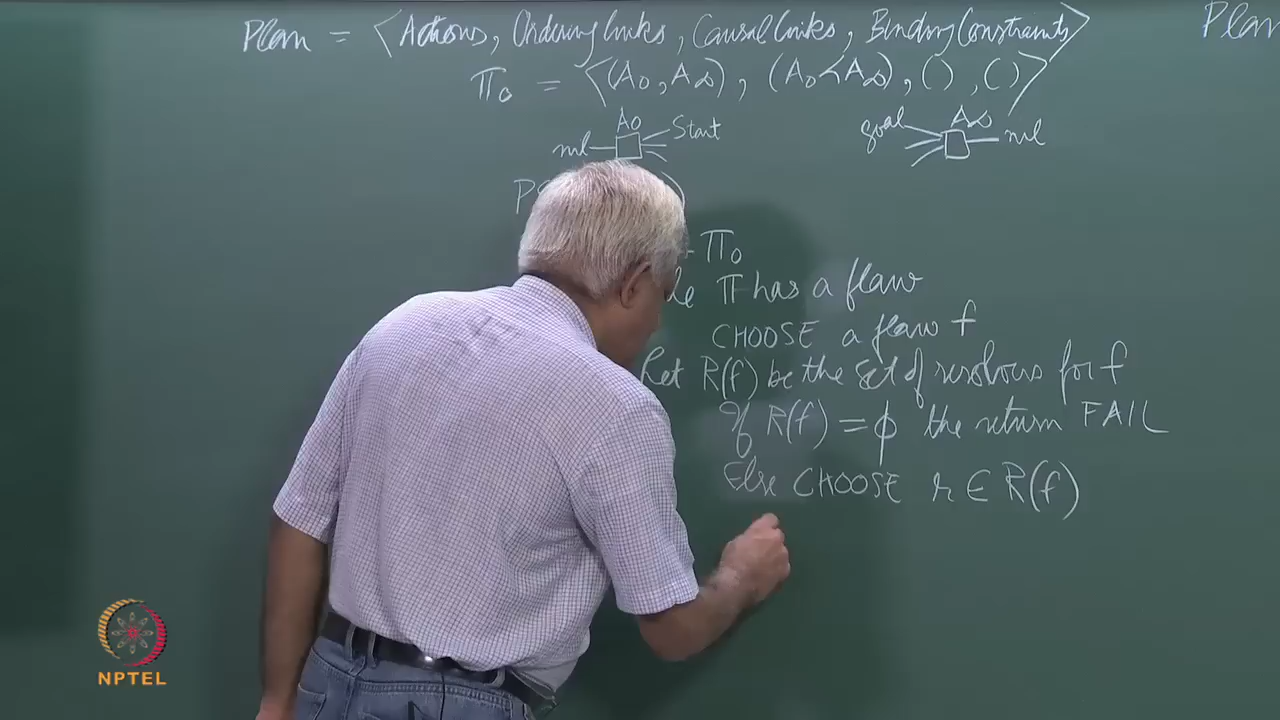 Plan = ⟨Actions, Ordering links, Causal links, Binding Constraints⟩
Plan
π₀ = ⟨(A₀, A∞), (A₀<A∞), ( ), ( )⟩
A₀
nil Start
goal A∞ nil
π₀
π has a flaw
CHOOSE a flaw f
Let R(f) be the set of resolvers for f
If R(f) = ϕ the return FAIL
Else CHOOSE r ∈ R(f)
NPTEL